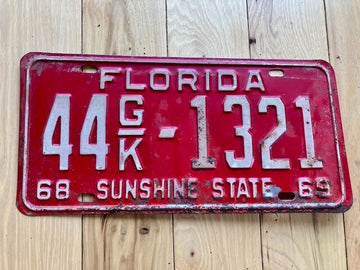 FLORIDA
44 G/K - 1321
68 SUNSHINE STATE 69